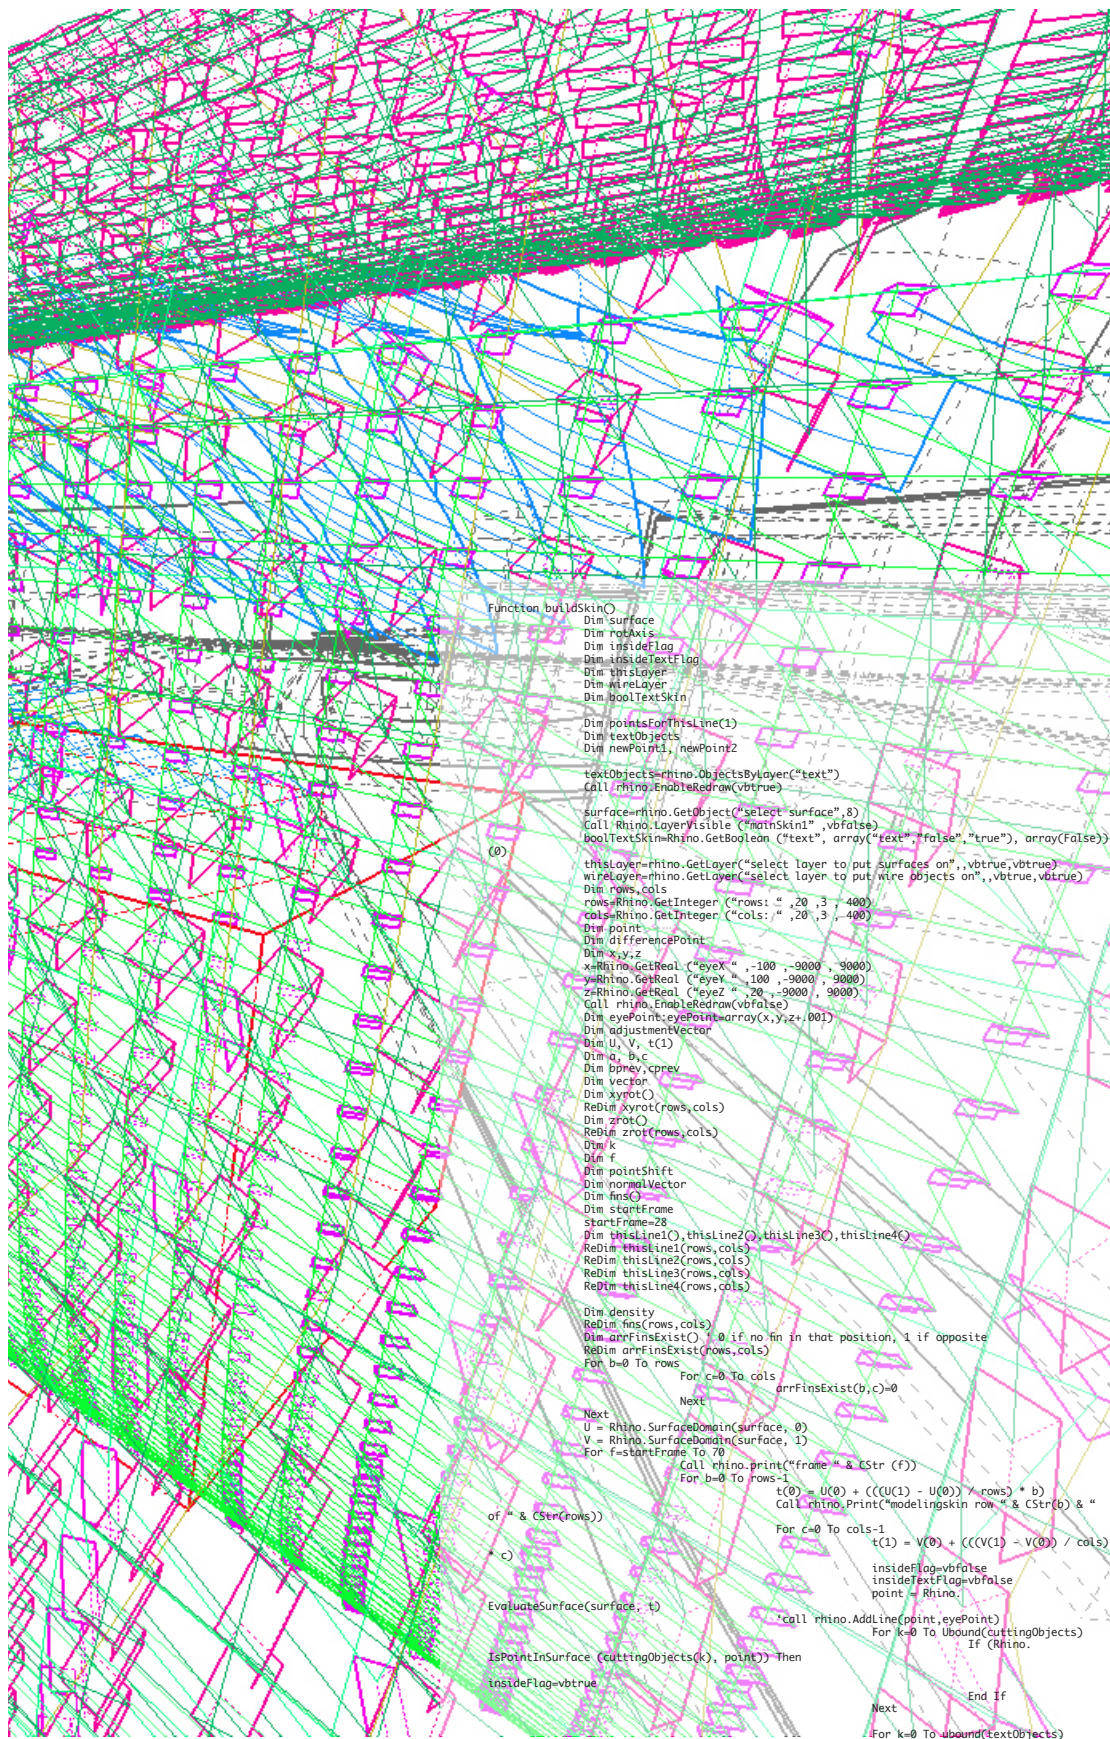 Function buildSkin()
Dim surface
Dim rotAxis
Dim insideFlag
Dim insideTextFlag
Dim thisLayer
Dim wireLayer
Dim boolTextSkin
Dim pointsForThisLine(1)
Dim textObjects
Dim newPoint1, newPoint2
textObjects=rhino.ObjectsByLayer(“text”)
Call rhino.EnableRedraw(vbtrue)
surface=rhino.GetObject(“select surface”,8)
Call Rhino.LayerVisible (“mainSkin1” ,vbfalse)
boolTextSkin=Rhino.GetBoolean (“text”, array(“text”,”false”,”true”), array(False))
(0)
thisLayer=rhino.GetLayer(“select layer to put surfaces on”,,vbtrue,vbtrue)
wireLayer=rhino.GetLayer(“select layer to put wire objects on”,,vbtrue,vbtrue)
Dim rows,cols
rows=Rhino.GetInteger (“rows: “ ,20 ,3 , 400)
cols=Rhino.GetInteger (“cols: “ ,20 ,3 , 400)
Dim point
Dim differencePoint
Dim x,y,z
x=Rhino.GetReal (“eyeX “ ,-100 ,-9000 , 9000)
y=Rhino.GetReal (“eyeY “ ,100 ,-9000 , 9000)
z=Rhino.GetReal (“eyeZ “ ,20 ,-9000 , 9000)
Call rhino.EnableRedraw(vbfalse)
Dim eyePoint:eyePoint=array(x,y,z+.001)
Dim adjustmentVector
Dim U, V, t(1)
Dim a, b,c
Dim bprev,cprev
Dim vector
Dim xyrot()
ReDim xyrot(rows,cols)
Dim zrot()
ReDim zrot(rows,cols)
Dim k
Dim f
Dim pointShift
Dim normalVector
Dim fins()
Dim startFrame
startFrame=28
Dim thisLine1(),thisLine2(),thisLine3(),thisLine4()
ReDim thisLine1(rows,cols)
ReDim thisLine2(rows,cols)
ReDim thisLine3(rows,cols)
ReDim thisLine4(rows,cols)
Dim density
ReDim fins(rows,cols)
Dim arrFinsExist() ‘ 0 if no fin in that position, 1 if opposite
ReDim arrFinsExist(rows,cols)
For b=0 To rows
For c=0 To cols
arrFinsExist(b,c)=0
Next
Next
U = Rhino.SurfaceDomain(surface, 0)
V = Rhino.SurfaceDomain(surface, 1)
For f=startFrame To 70
Call rhino.print(“frame “ & CStr (f))
For b=0 To rows-1
t(0) = U(0) + (((U(1) - U(0)) / rows) * b)
Call rhino.Print(“modelingskin row “ & CStr(b) & “
of “ & CStr(rows))
For c=0 To cols-1
t(1) = V(0) + (((V(1) - V(0)) / cols)
* c)
insideFlag=vbfalse
insideTextFlag=vbfalse
point = Rhino.
EvaluateSurface(surface, t)
‘call rhino.AddLine(point,eyePoint)
For k=0 To Ubound(cuttingObjects)
If (Rhino.
IsPointInSurface (cuttingObjects(k), point)) Then
insideFlag=vbtrue
End If
Next
For k=0 To ubound(textObjects)